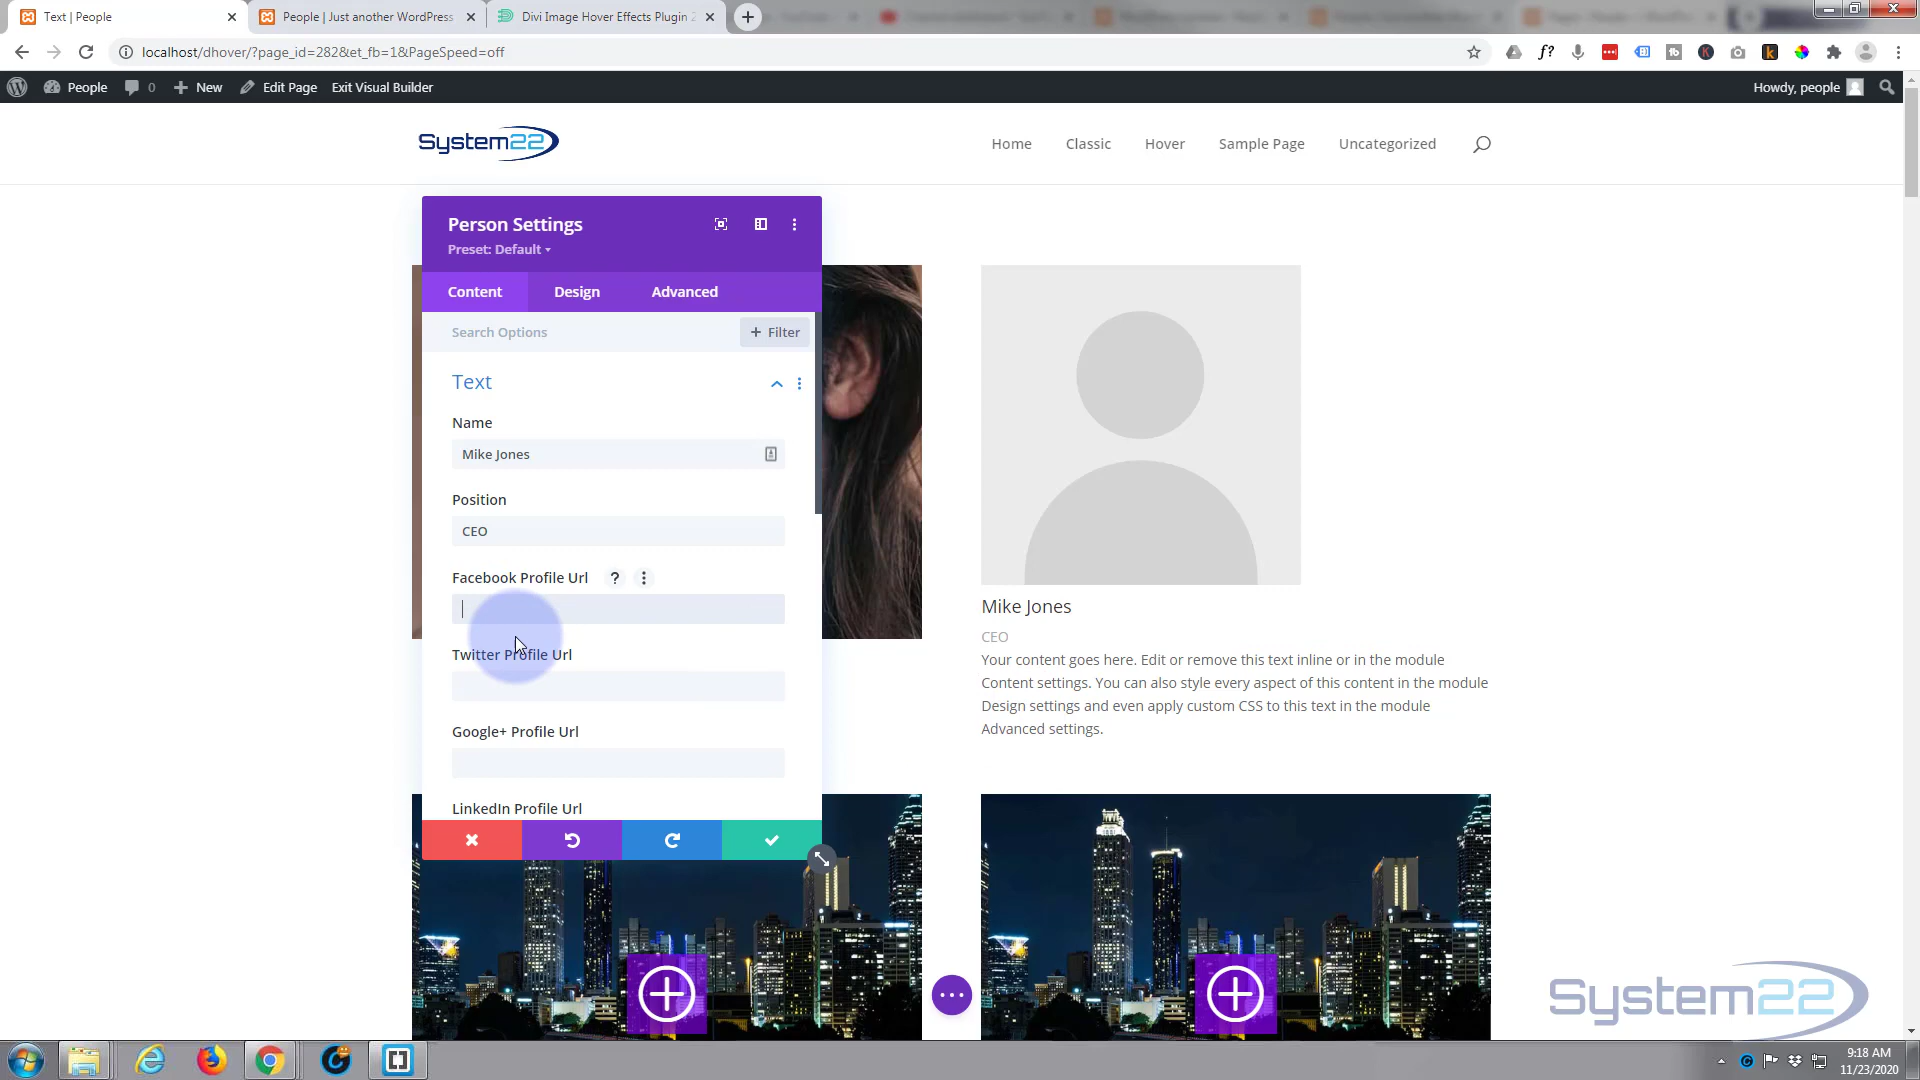 Text | People
People | Just another WordPress
Divi Image Hover Effects Plugin 2
localhost/dhover/?page_id=282&et_fb=1&PageSpeed=off
People
0
New
Edit Page
Exit Visual Builder
Howdy, people
System22
Home
Classic
Hover
Sample Page
Uncategorized
Person Settings
Preset: Default
Content
Design
Advanced
Search Options
+ Filter
Text
Name
Mike Jones
Position
CEO
Facebook Profile Url
?
Twitter Profile Url
Google+ Profile Url
LinkedIn Profile Url
Mike Jones
CEO
Your content goes here. Edit or remove this text inline or in the module
Content settings. You can also style every aspect of this content in the module
Design settings and even apply custom CSS to this text in the module
Advanced settings.
System22
9:18 AM
11/23/2020